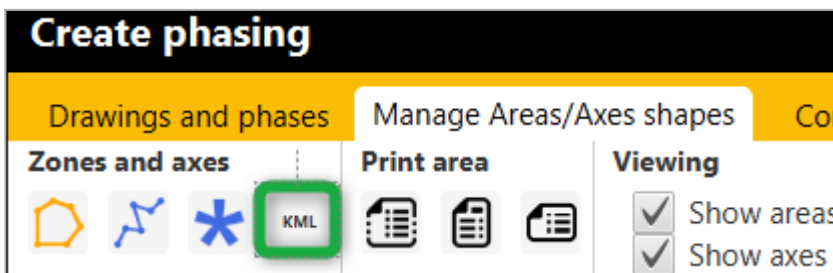 Create phasing
Drawings and phases Manage Areas/Axes shapes
Zones and axes Print area Viewing
KML
Show areas
Show axes